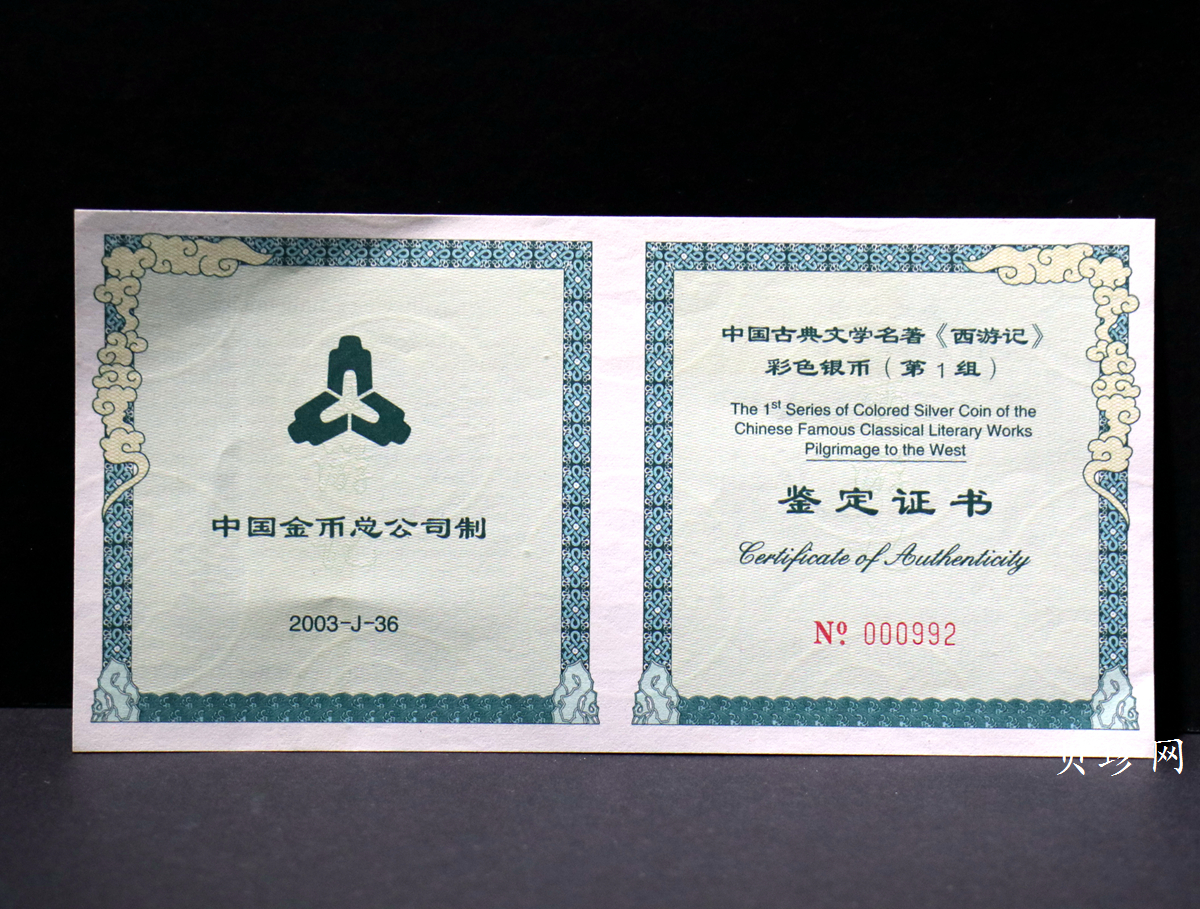 中国金币总公司制
2003-J-36
中国古典文学名著《西游记》
彩色银币（第1组）
The 1st Series of Colored Silver Coin of the
Chinese Famous Classical Literary Works
Pilgrimage to the West
鉴定证书
Certificate of Authenticity
Nº 000992
贝珍网